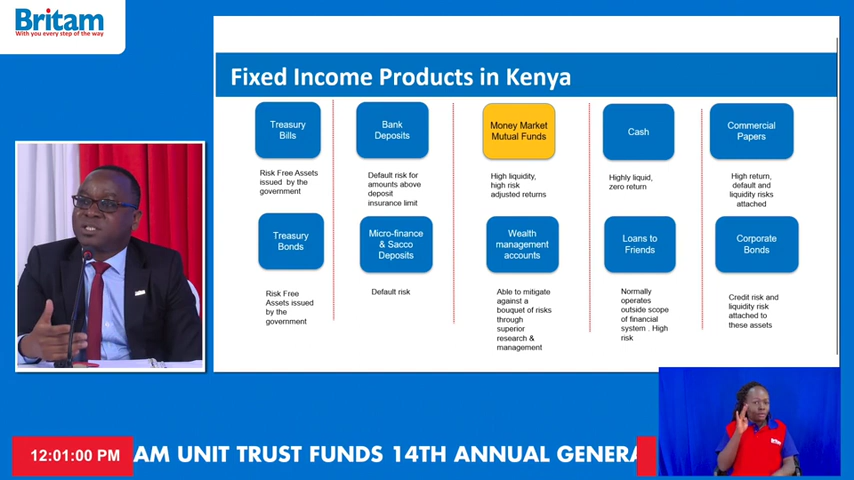 Britam
With you every step of the way
Fixed Income Products in Kenya
Treasury
Bills
Bank
Deposits
Money Market
Mutual Funds
Cash
Commercial
Papers
Risk Free Assets
issued by the
government
Default risk for
amounts above
deposit
insurance limit
High liquidity,
high risk
adjusted returns
Highly liquid,
zero return
High return,
default and
liquidity risks
attached
Treasury
Bonds
Micro-finance
& Sacco
Deposits
Wealth
management
accounts
Loans to
Friends
Corporate
Bonds
Risk Free
Assets issued
by the
government
Default risk
Able to mitigate
against a
bouquet of risks
through
superior
research &
management
Normally
operates
outside scope
of financial
system . High
risk
Credit risk and
liquidity risk
attached to
these assets
12:01:00 PM
AM UNIT TRUST FUNDS 14TH ANNUAL GENERA